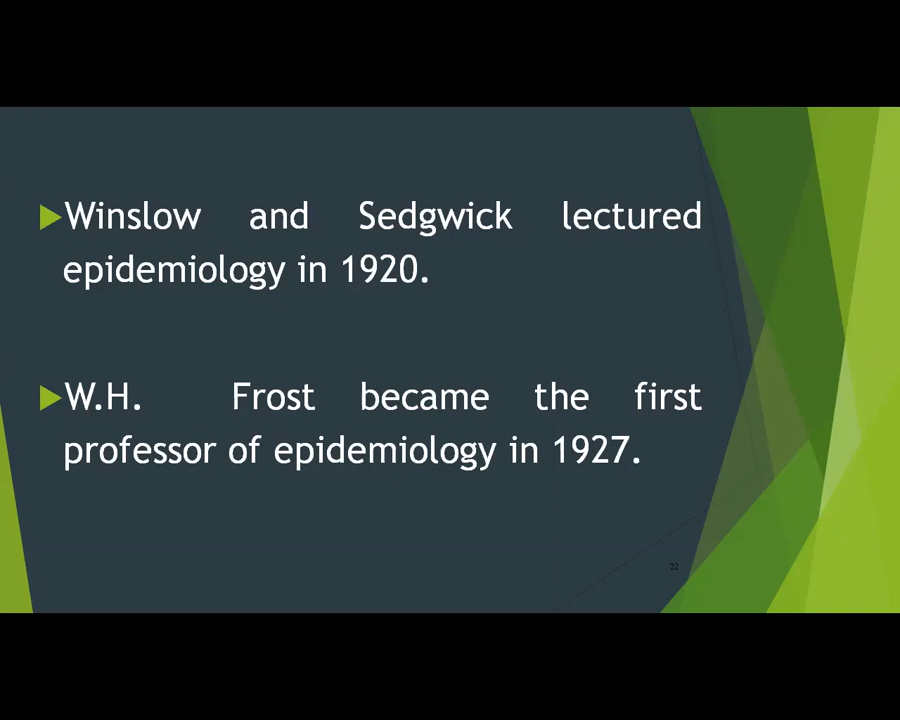 Winslow and Sedgwick lectured
epidemiology in 1920.
W.H. Frost became the first
professor of epidemiology in 1927.
22